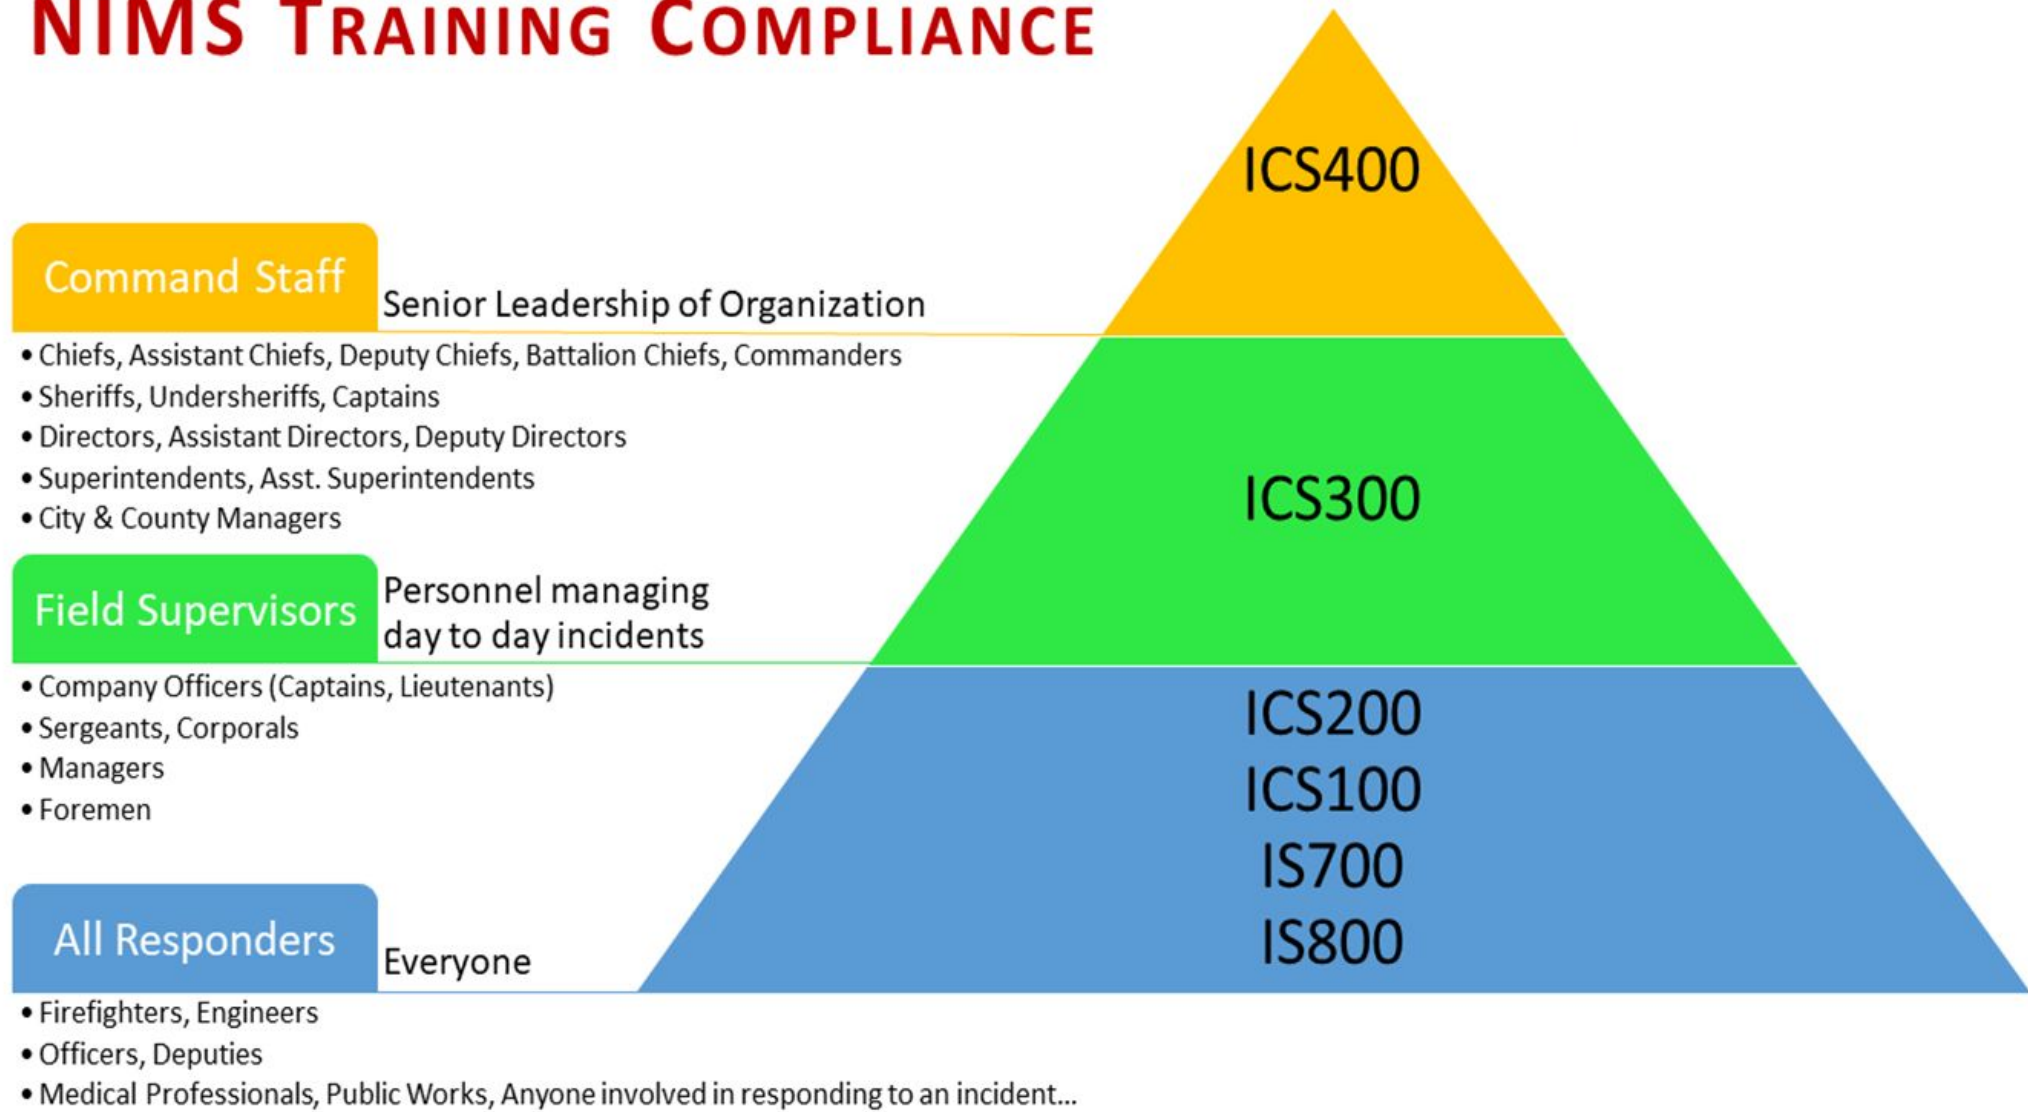 NIMS TRAINING COMPLIANCE
ICS400
Command Staff
Senior Leadership of Organization
• Chiefs, Assistant Chiefs, Deputy Chiefs, Battalion Chiefs, Commanders
• Sheriffs, Undersheriffs, Captains
• Directors, Assistant Directors, Deputy Directors
• Superintendents, Asst. Superintendents
• City & County Managers
ICS300
Field Supervisors
Personnel managing
day to day incidents
• Company Officers (Captains, Lieutenants)
• Sergeants, Corporals
• Managers
• Foremen
ICS200
ICS100
IS700
IS800
All Responders
Everyone
• Firefighters, Engineers
• Officers, Deputies
• Medical Professionals, Public Works, Anyone involved in responding to an incident...